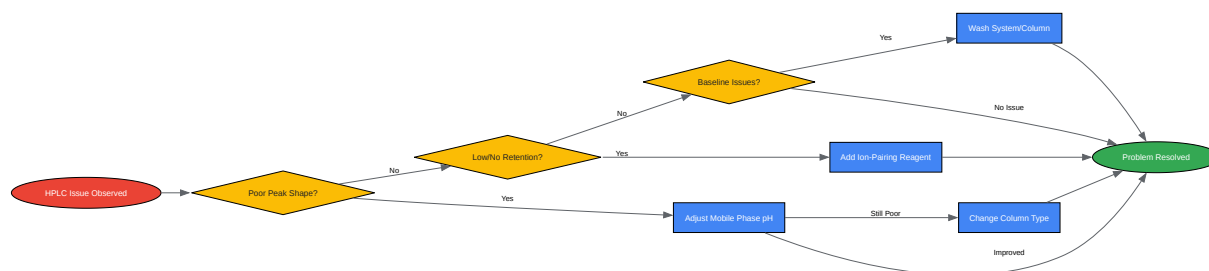 HPLC Issue Observed
Poor Peak Shape?
No
Yes
Low/No Retention?
No
Yes
Baseline Issues?
Yes
No Issue
Wash System/Column
Add Ion-Pairing Reagent
Adjust Mobile Phase pH
Still Poor
Improved
Change Column Type
Problem Resolved